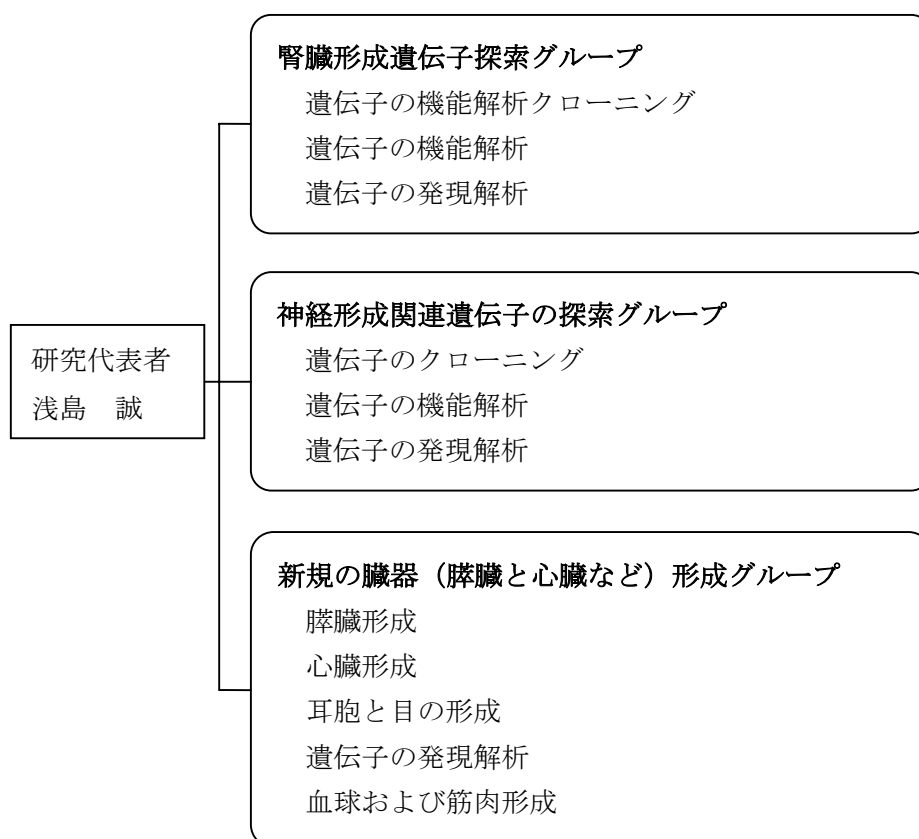 腎臓形成遺伝子探索グループ
遺伝子の機能解析クローニング
遺伝子の機能解析
遺伝子の発現解析
研究代表者
浅島　誠
神経形成関連遺伝子の探索グループ
遺伝子のクローニング
遺伝子の機能解析
遺伝子の発現解析
新規の臓器（膵臓と心臓など）形成グループ
膵臓形成
心臓形成
耳胞と目の形成
遺伝子の発現解析
血球および筋肉形成